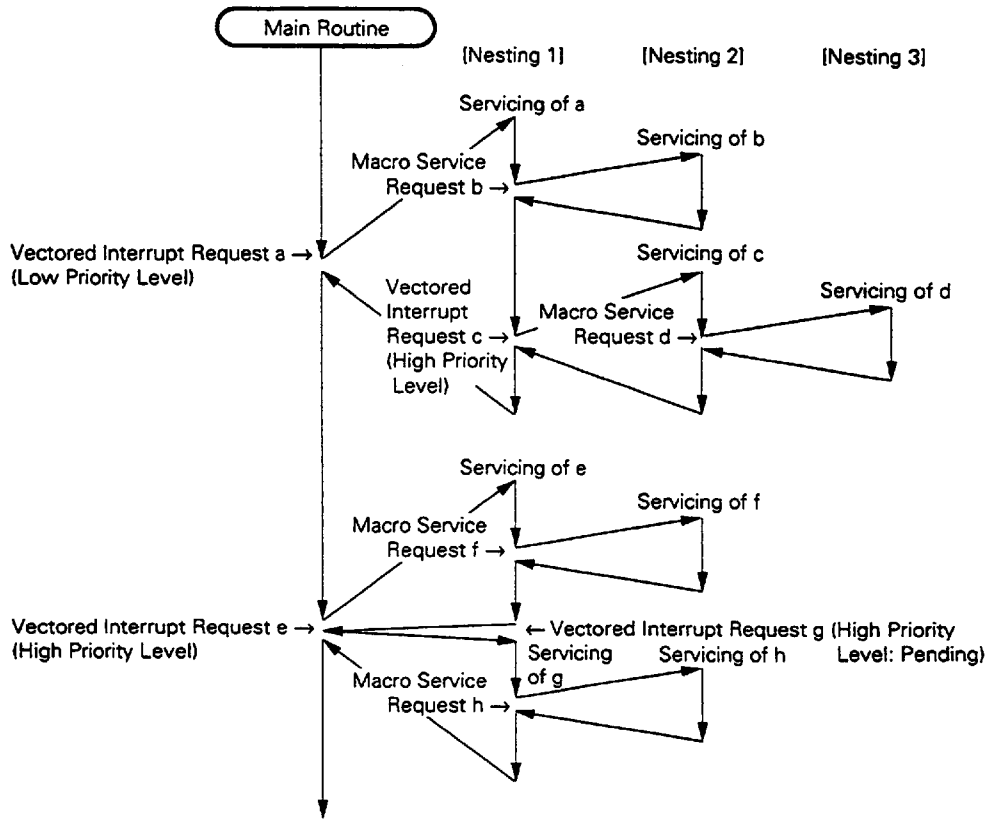 Main Routine
[Nesting 1]
[Nesting 2]
[Nesting 3]
Servicing of a
Servicing of b
Macro Service
Request b →
Vectored Interrupt Request a →
(Low Priority Level)
Servicing of c
Vectored
Interrupt
Request c →
(High Priority
Level)
Macro Service
Request d →
Servicing of d
Servicing of e
Servicing of f
Macro Service
Request f →
Vectored Interrupt Request e →
(High Priority Level)
← Vectored Interrupt Request g (High Priority
Level: Pending)
Servicing
of g
Servicing of h
Macro Service
Request h →